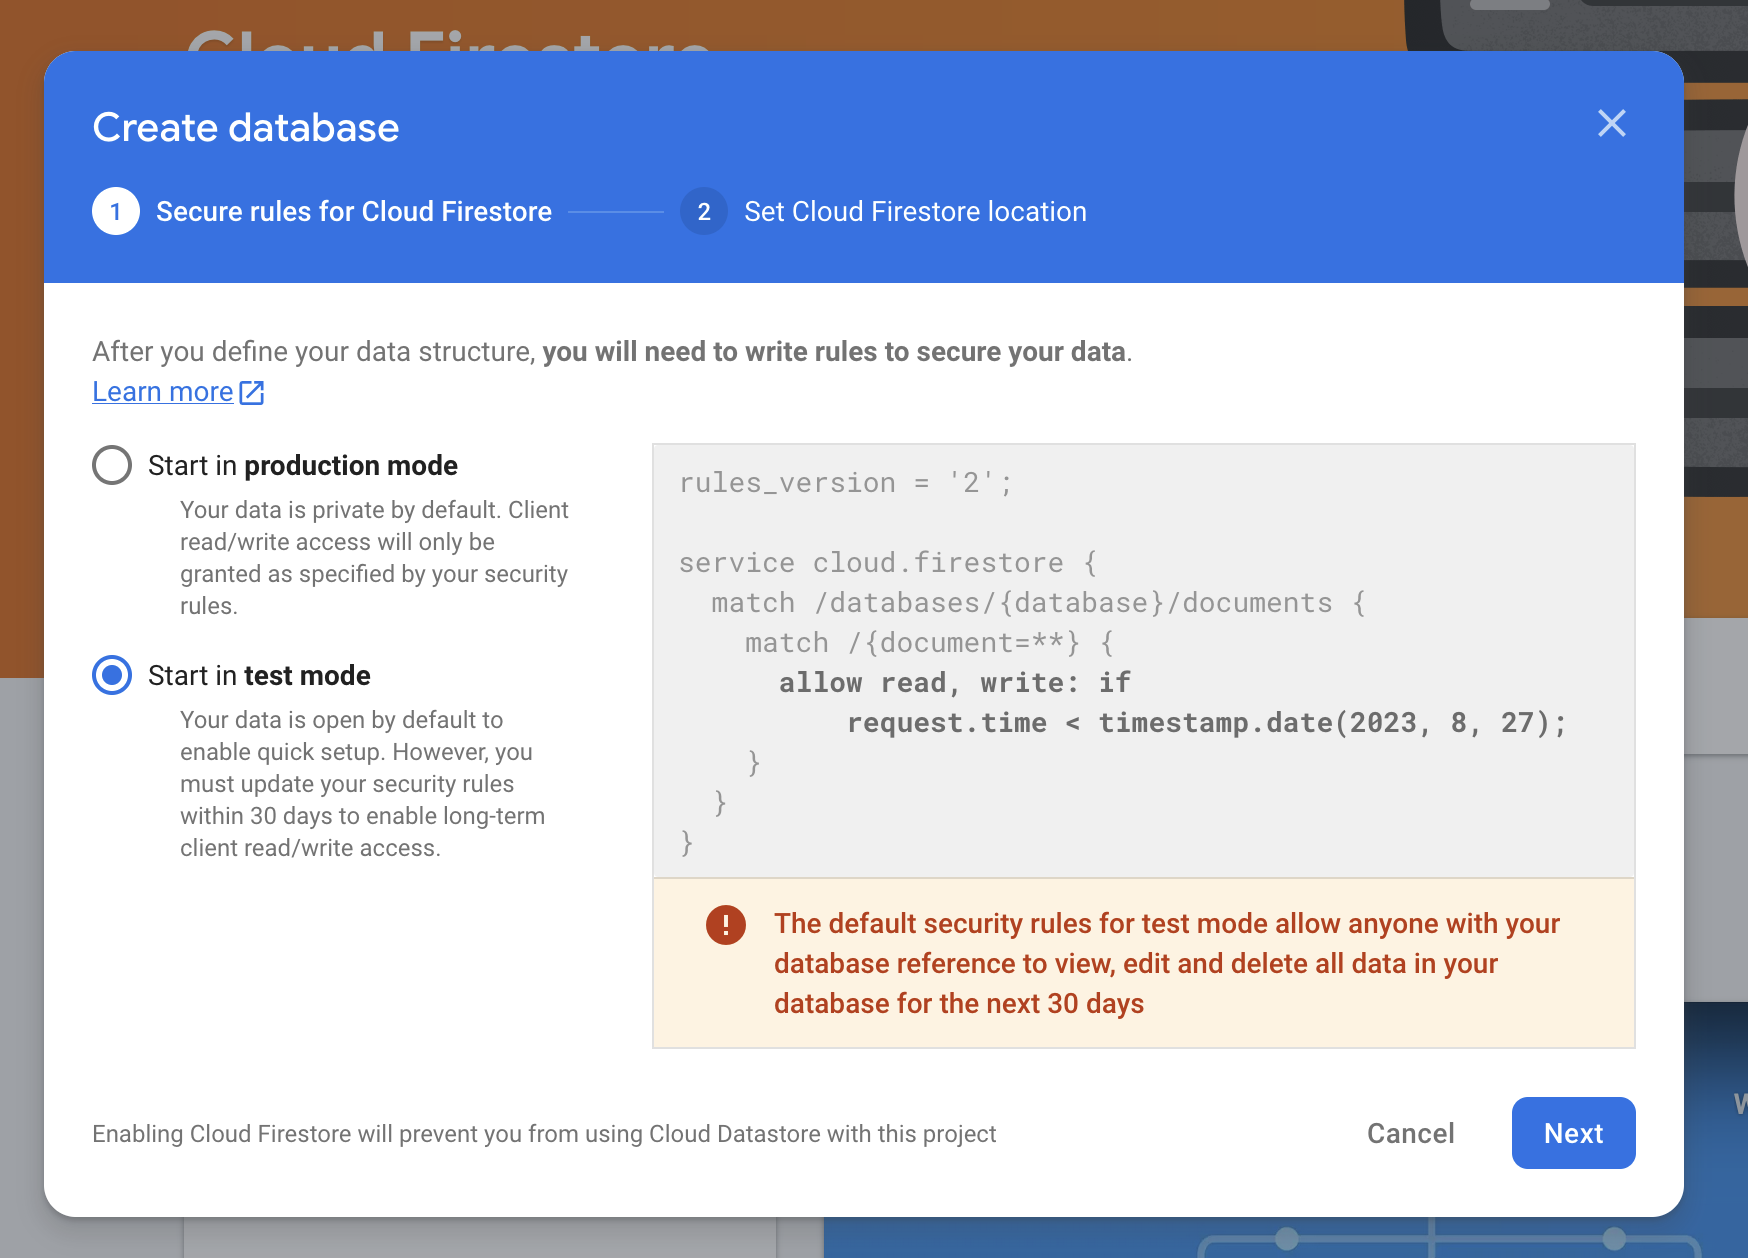 Cloud Firestore
Create database
1 Secure rules for Cloud Firestore 2 Set Cloud Firestore location
After you define your data structure, you will need to write rules to secure your data.
Learn more
Start in production mode
Your data is private by default. Client
read/write access will only be
granted as specified by your security
rules.
Start in test mode
Your data is open by default to
enable quick setup. However, you
must update your security rules
within 30 days to enable long-term
client read/write access.
rules_version = '2';
service cloud.firestore {
  match /databases/{database}/documents {
    match /{document=**} {
      allow read, write: if
          request.time < timestamp.date(2023, 8, 27);
    }
  }
}
The default security rules for test mode allow anyone with your
database reference to view, edit and delete all data in your
database for the next 30 days
Enabling Cloud Firestore will prevent you from using Cloud Datastore with this project
Cancel
Next